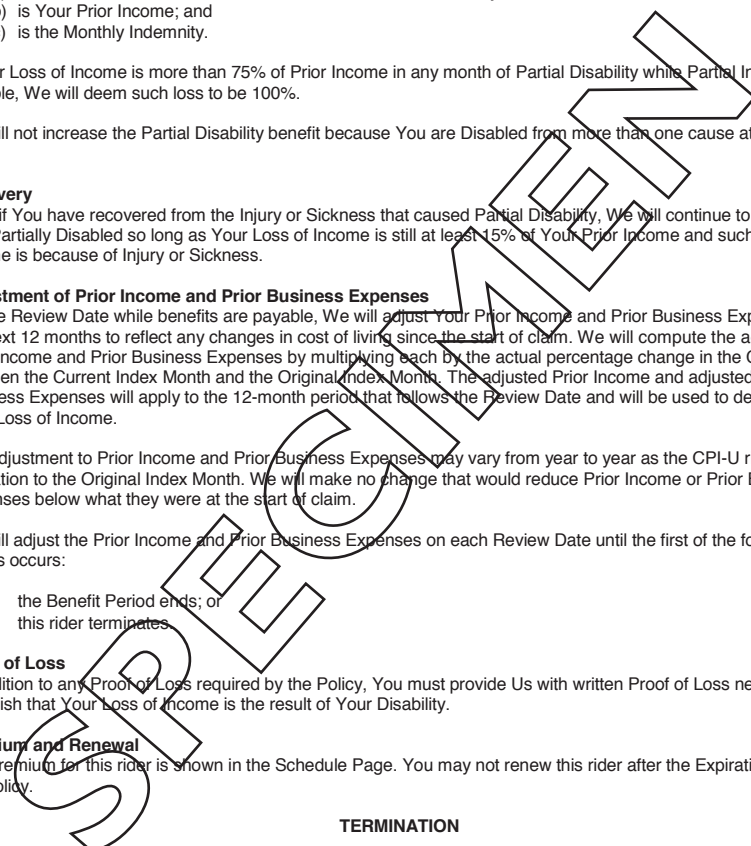 ) is Your Prior Income; and
) is the Monthly Indemnity.
r Loss of Income is more than 75% of Prior Income in any month of Partial Disability while Partial In
ble, We will deem such loss to be 100%.
ill not increase the Partial Disability benefit because You are Disabled from more than one cause at
very
if You have recovered from the Injury or Sickness that caused Partial Disability, We will continue to
Partially Disabled so long as Your Loss of Income is still at least 15% of Your Prior Income and such
e is because of Injury or Sickness.
stment of Prior Income and Prior Business Expenses
e Review Date while benefits are payable, We will adjust Your Prior Income and Prior Business Exp
ext 12 months to reflect any changes in cost of living since the start of claim. We will compute the a
Income and Prior Business Expenses by multiplying each by the actual percentage change in the C
en the Current Index Month and the Original Index Month. The adjusted Prior Income and adjusted
ess Expenses will apply to the 12-month period that follows the Review Date and will be used to de
Loss of Income.
djustment to Prior Income and Prior Business Expenses may vary from year to year as the CPI-U r
ation to the Original Index Month. We will make no change that would reduce Prior Income or Prior B
nses below what they were at the start of claim.
ill adjust the Prior Income and Prior Business Expenses on each Review Date until the first of the fo
s occurs:
the Benefit Period ends; or
this rider terminates.
of Loss
dition to any Proof of Loss required by the Policy, You must provide Us with written Proof of Loss ne
lish that Your Loss of Income is the result of Your Disability.
ium and Renewal
remium for this rider is shown in the Schedule Page. You may not renew this rider after the Expirati
olicy.
TERMINATION
SPECIMEN